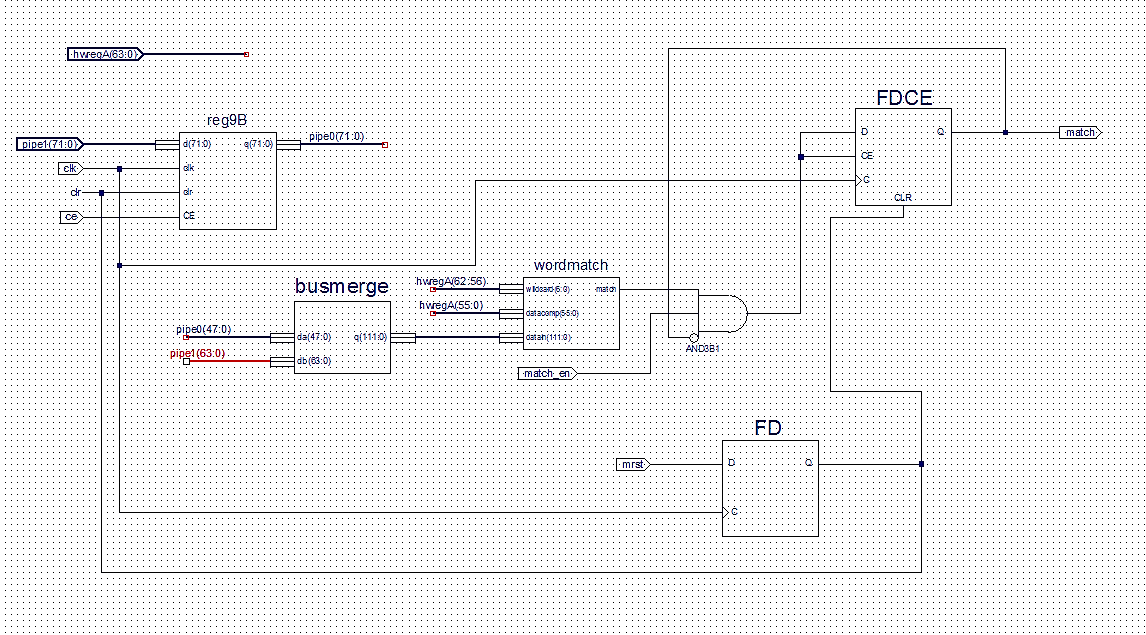 hwregA(63:0)
FDCE
D
Q
CE
C
CLR
match
reg9B
pipe1(71:0)
d(71:0)
q(71:0)
pipe0(71:0)
clk
clk
clr
clr
ce
CE
wordmatch
hwregA(62:56)
wildcard(6:0)
match
hwregA(55:0)
datacomp(55:0)
datain(111:0)
busmerge
pipe0(47:0)
da(47:0)
q(111:0)
pipe1(63:0)
db(63:0)
AND3B1
match_en
FD
mrst
D
Q
C